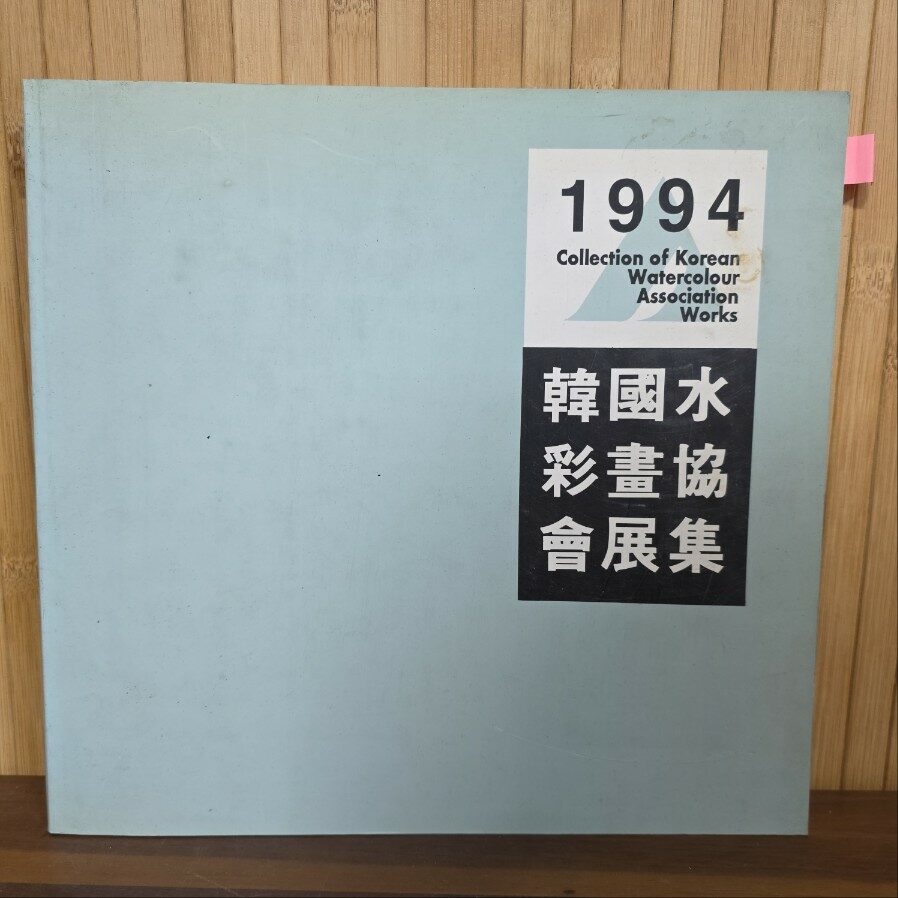 1994
Collection of Korean
Watercolour
Association
Works
韓國水
彩畫協
會展集